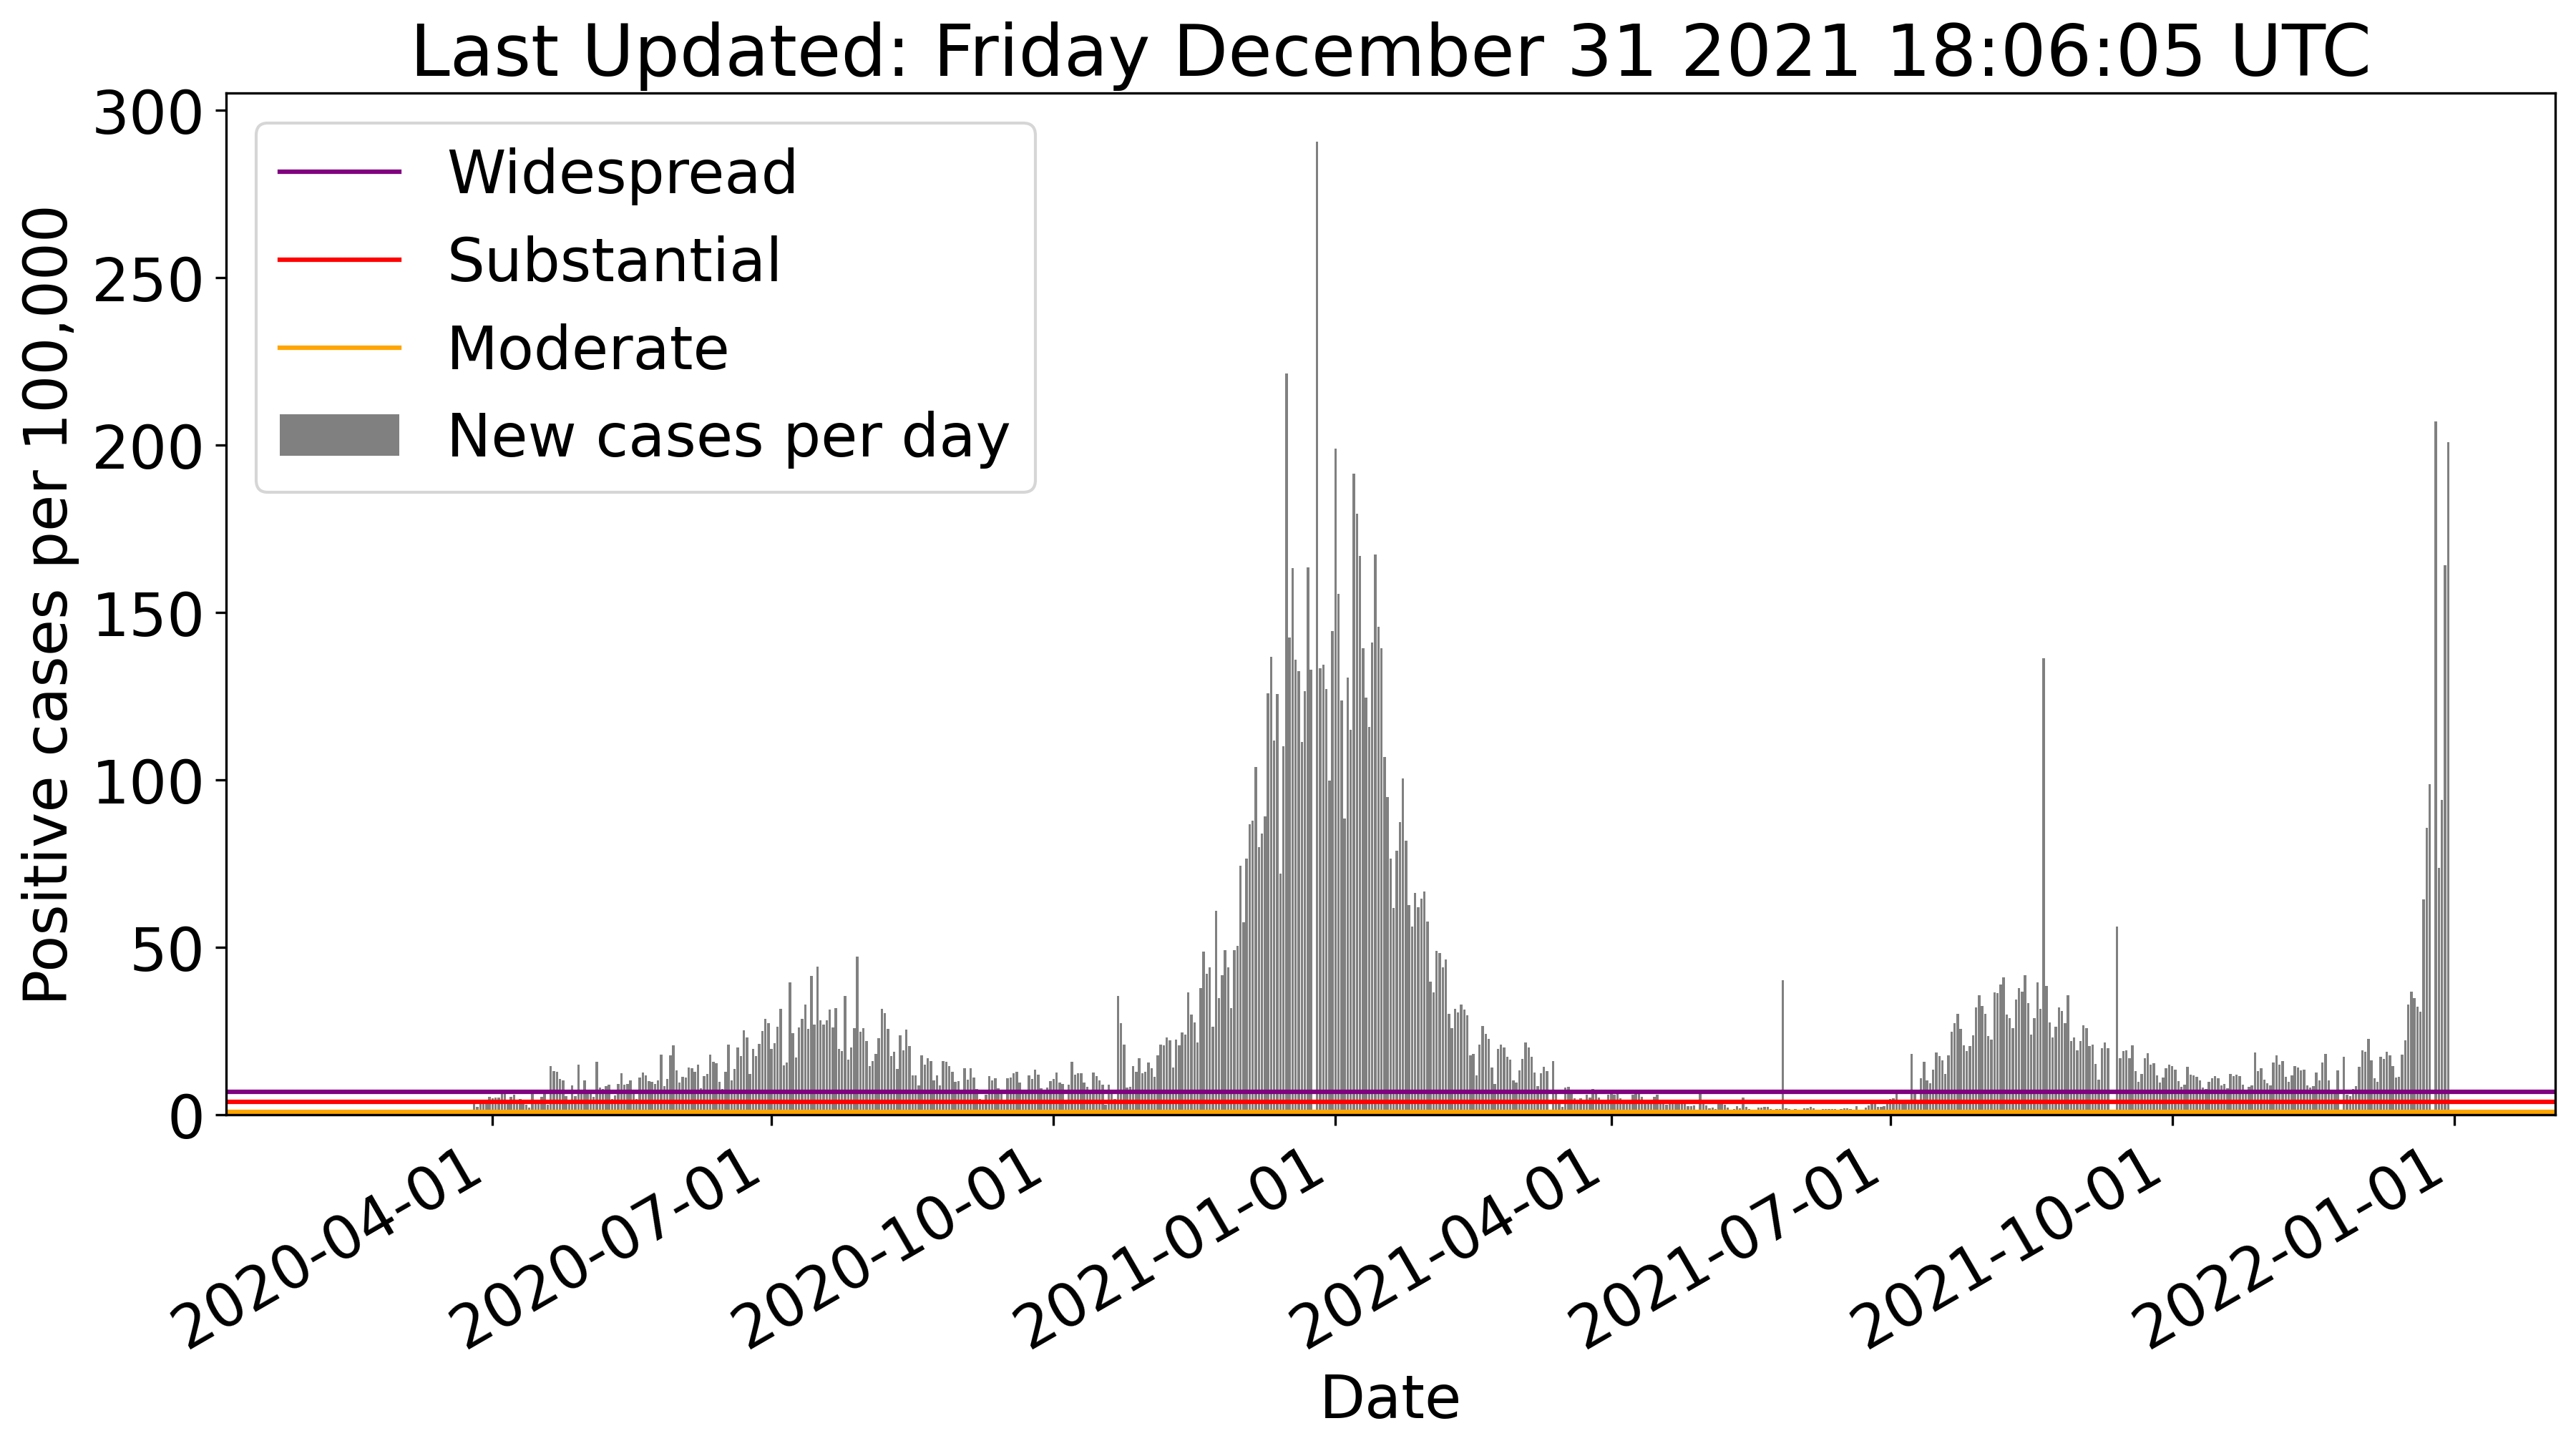 Last Updated: Friday December 31 2021 18:06:05 UTC
300
250
200
150
100
50
0
Positive cases per 100,000
Widespread
Substantial
Moderate
New cases per day
2020-04-01
2020-07-01
2020-10-01
2021-01-01
2021-04-01
2021-07-01
2021-10-01
2022-01-01
Date